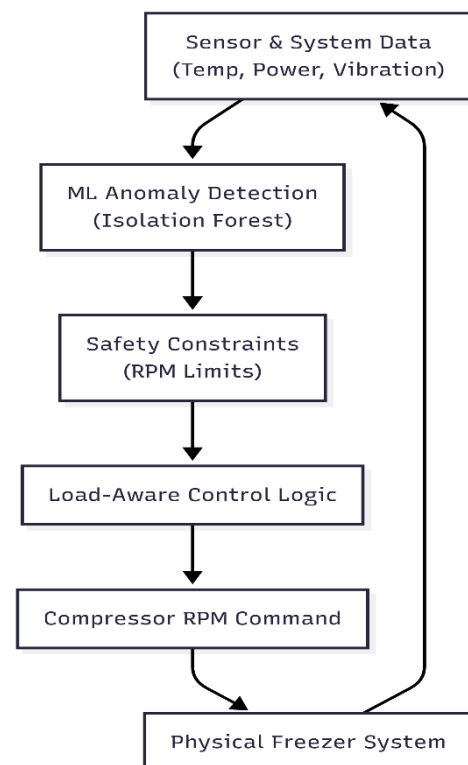 Sensor & System Data
(Temp, Power, Vibration)
ML Anomaly Detection
(Isolation Forest)
Safety Constraints
(RPM Limits)
Load-Aware Control Logic
Compressor RPM Command
Physical Freezer System